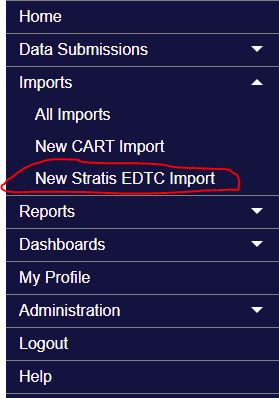 Home
Data Submissions
Imports
All Imports
New CART Import
New Stratis EDTC Import
Reports
Dashboards
My Profile
Administration
Logout
Help